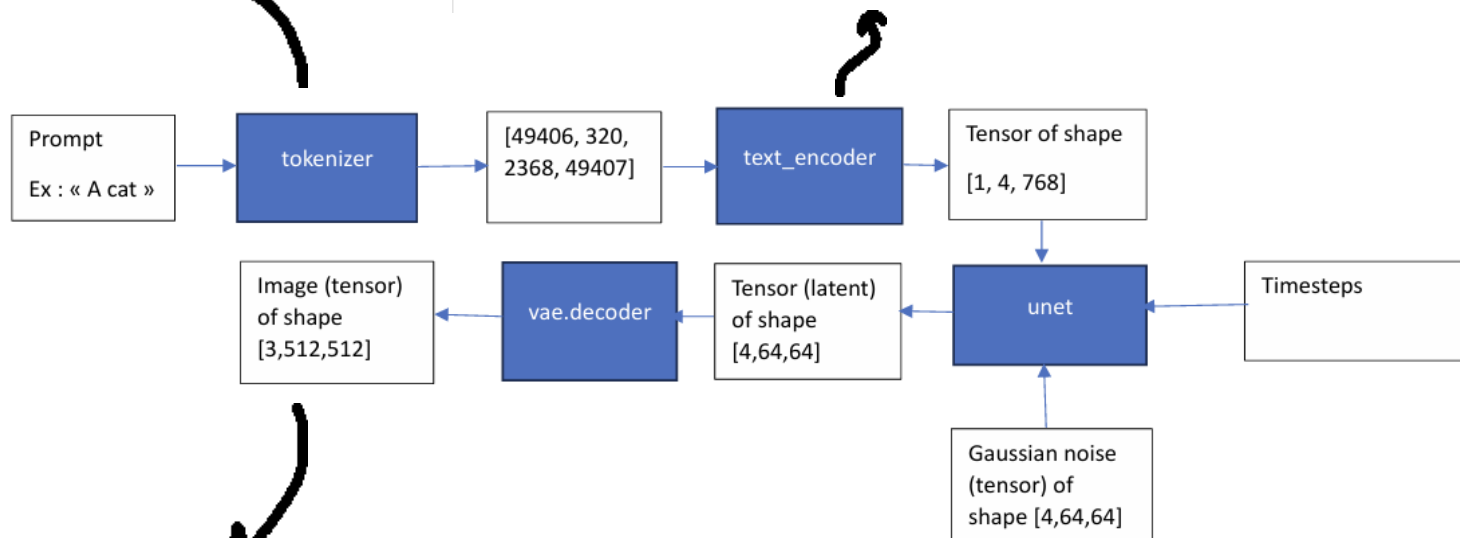 Prompt
Ex : « A cat »
tokenizer
[49406, 320,
2368, 49407]
text_encoder
Tensor of shape
[1, 4, 768]
Image (tensor)
of shape
[3,512,512]
vae.decoder
Tensor (latent)
of shape
[4,64,64]
unet
Timesteps
Gaussian noise
(tensor) of
shape [4,64,64]